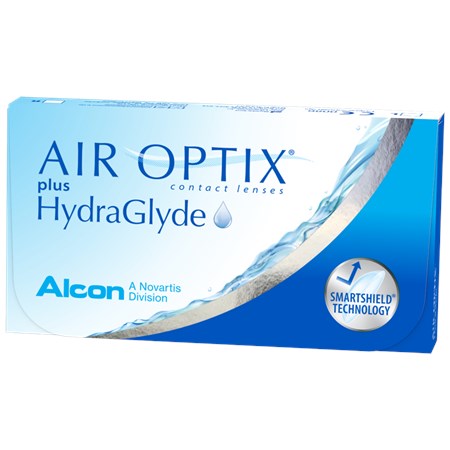 AIR OPTIX®
plus
contact lenses
HydraGlyde
Alcon
A Novartis
Division
SMARTSHIELD®
TECHNOLOGY